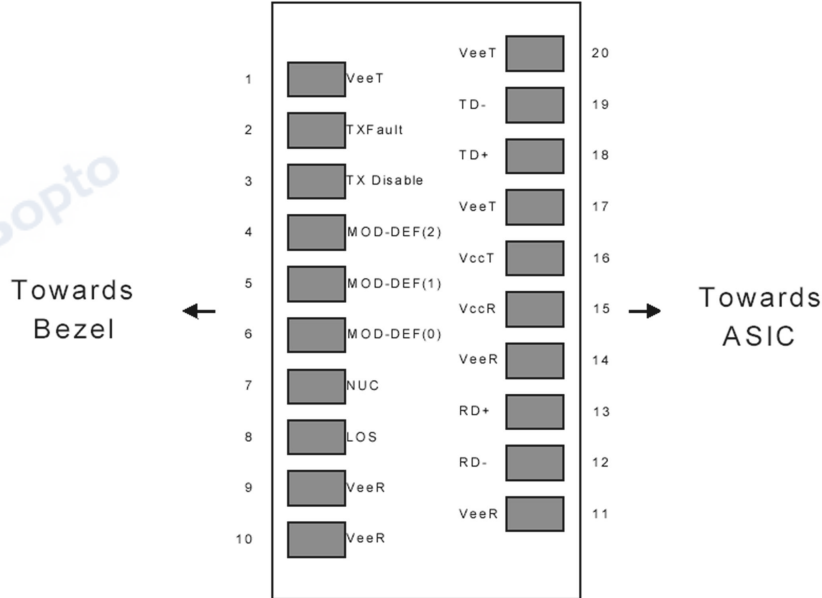 VeeT 20
1 VeeT
TD- 19
2 TXFault
TD+ 18
3 TX Disable
VeeT 17
4 MOD-DEF(2)
VccT 16
5 MOD-DEF(1)
VccR 15
6 MOD-DEF(0)
VeeR 14
7 NUC
RD+ 13
8 LOS
RD- 12
9 VeeR
VeeR 11
10 VeeR
Towards
Bezel
Towards
ASIC
Sopto